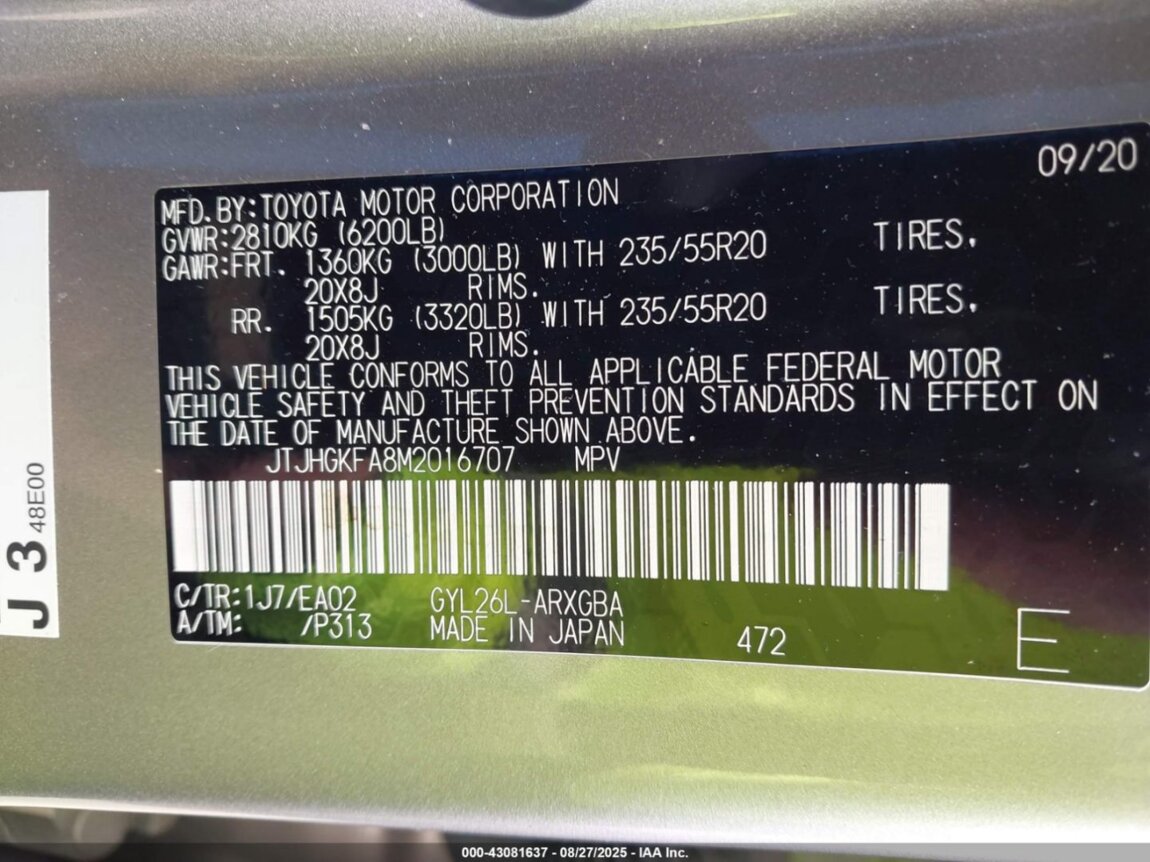 09/20
MFD.BY:TOYOTA MOTOR CORPORATION
GVWR:2810KG (6200LB)
GAWR:FRT. 1360KG (3000LB) WITH 235/55R20 TIRES.
20X8J RIMS.
RR. 1505KG (3320LB) WITH 235/55R20 TIRES.
20X8J RIMS.
THIS VEHICLE CONFORMS TO ALL APPLICABLE FEDERAL MOTOR
VEHICLE SAFETY AND THEFT PREVENTION STANDARDS IN EFFECT ON
THE DATE OF MANUFACTURE SHOWN ABOVE.
JTJHGKFA8M2016707 MPV
C/TR:1J7/EA02 GYL26L-ARXGBA
A/TM: /P313 MADE IN JAPAN 472 E
J 3 48E00
000-43081637 - 08/27/2025 - IAA Inc.